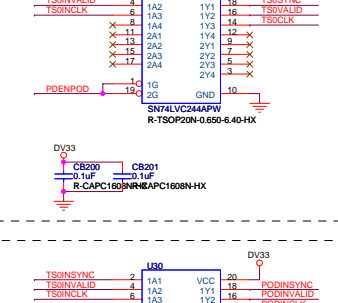 TS0INVALID 4 1A2 1Y1 18 TS0SYNC
TS0INCLK 6 1A3 1Y2 16 TS0VALID
8 1A4 1Y3 14 TS0CLK
11 2A1 1Y4 12
13 2A2 2Y1 9
15 2A3 2Y2 7
17 2A4 2Y3 5
2Y4 3
1 1G
PDENPOD 19 2G GND 10
SN74LVC244APW
R-TSOP20N-0.650-6.40-HX
DV33
CB200 CB201
0.1uF 0.1uF
R-CAPC1608N-HX R-CAPC1608N-HX
DV33
U30
TS0INSYNC 2 1A1 VCC 20
TS0INVALID 4 1A2 1Y1 18 PODINSYNC
TS0INCLK 6 1A3 1Y2 16 PODINVALID